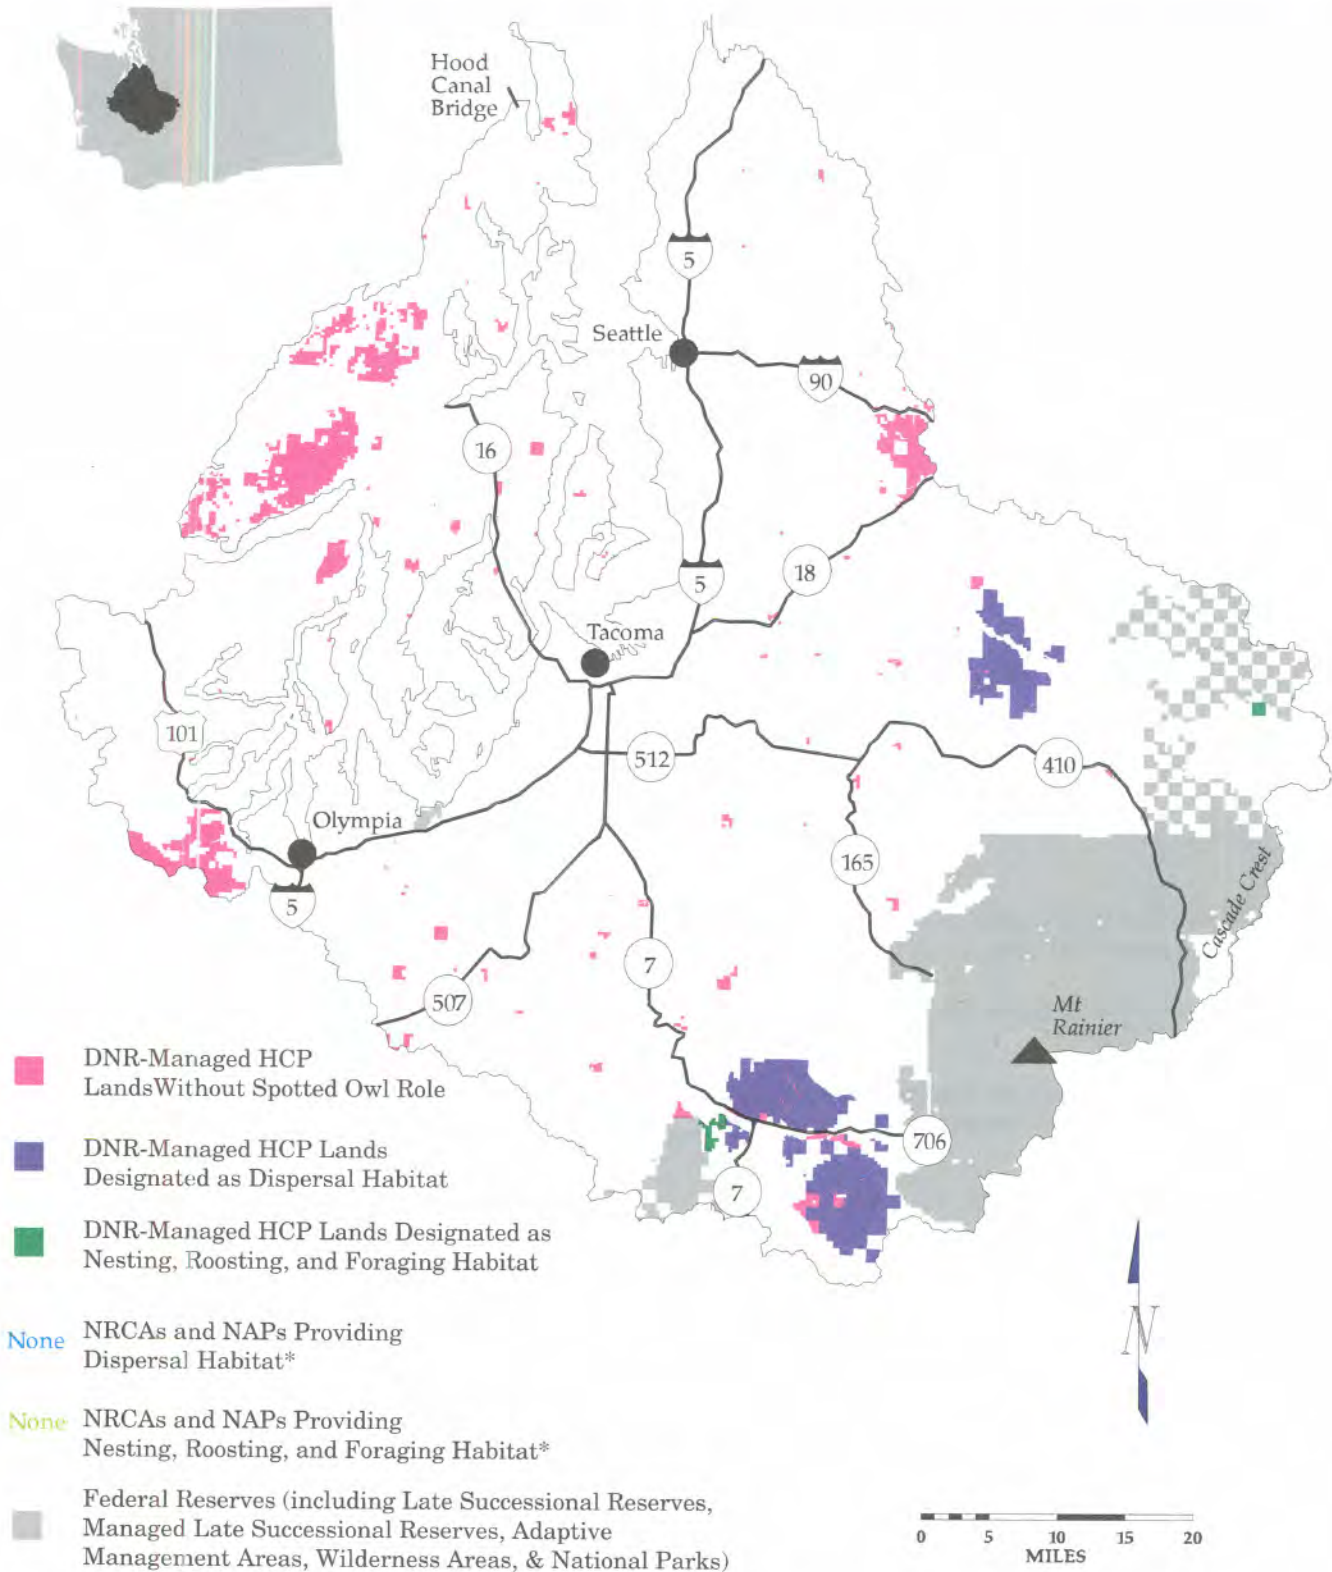 Hood
Canal
Bridge
5
Seattle
90
16
5
18
Tacoma
101
512
410
Olympia
165
5
Cascade Crest
7
507
Mt
Rainier
706
7
DNR-Managed HCP
LandsWithout Spotted Owl Role
DNR-Managed HCP Lands
Designated as Dispersal Habitat
DNR-Managed HCP Lands Designated as
Nesting, Roosting, and Foraging Habitat
None NRCAs and NAPs Providing
Dispersal Habitat*
None NRCAs and NAPs Providing
Nesting, Roosting, and Foraging Habitat*
Federal Reserves (including Late Successional Reserves,
Managed Late Successional Reserves, Adaptive
Management Areas, Wilderness Areas, & National Parks)
N
0 5 10 15 20
MILES